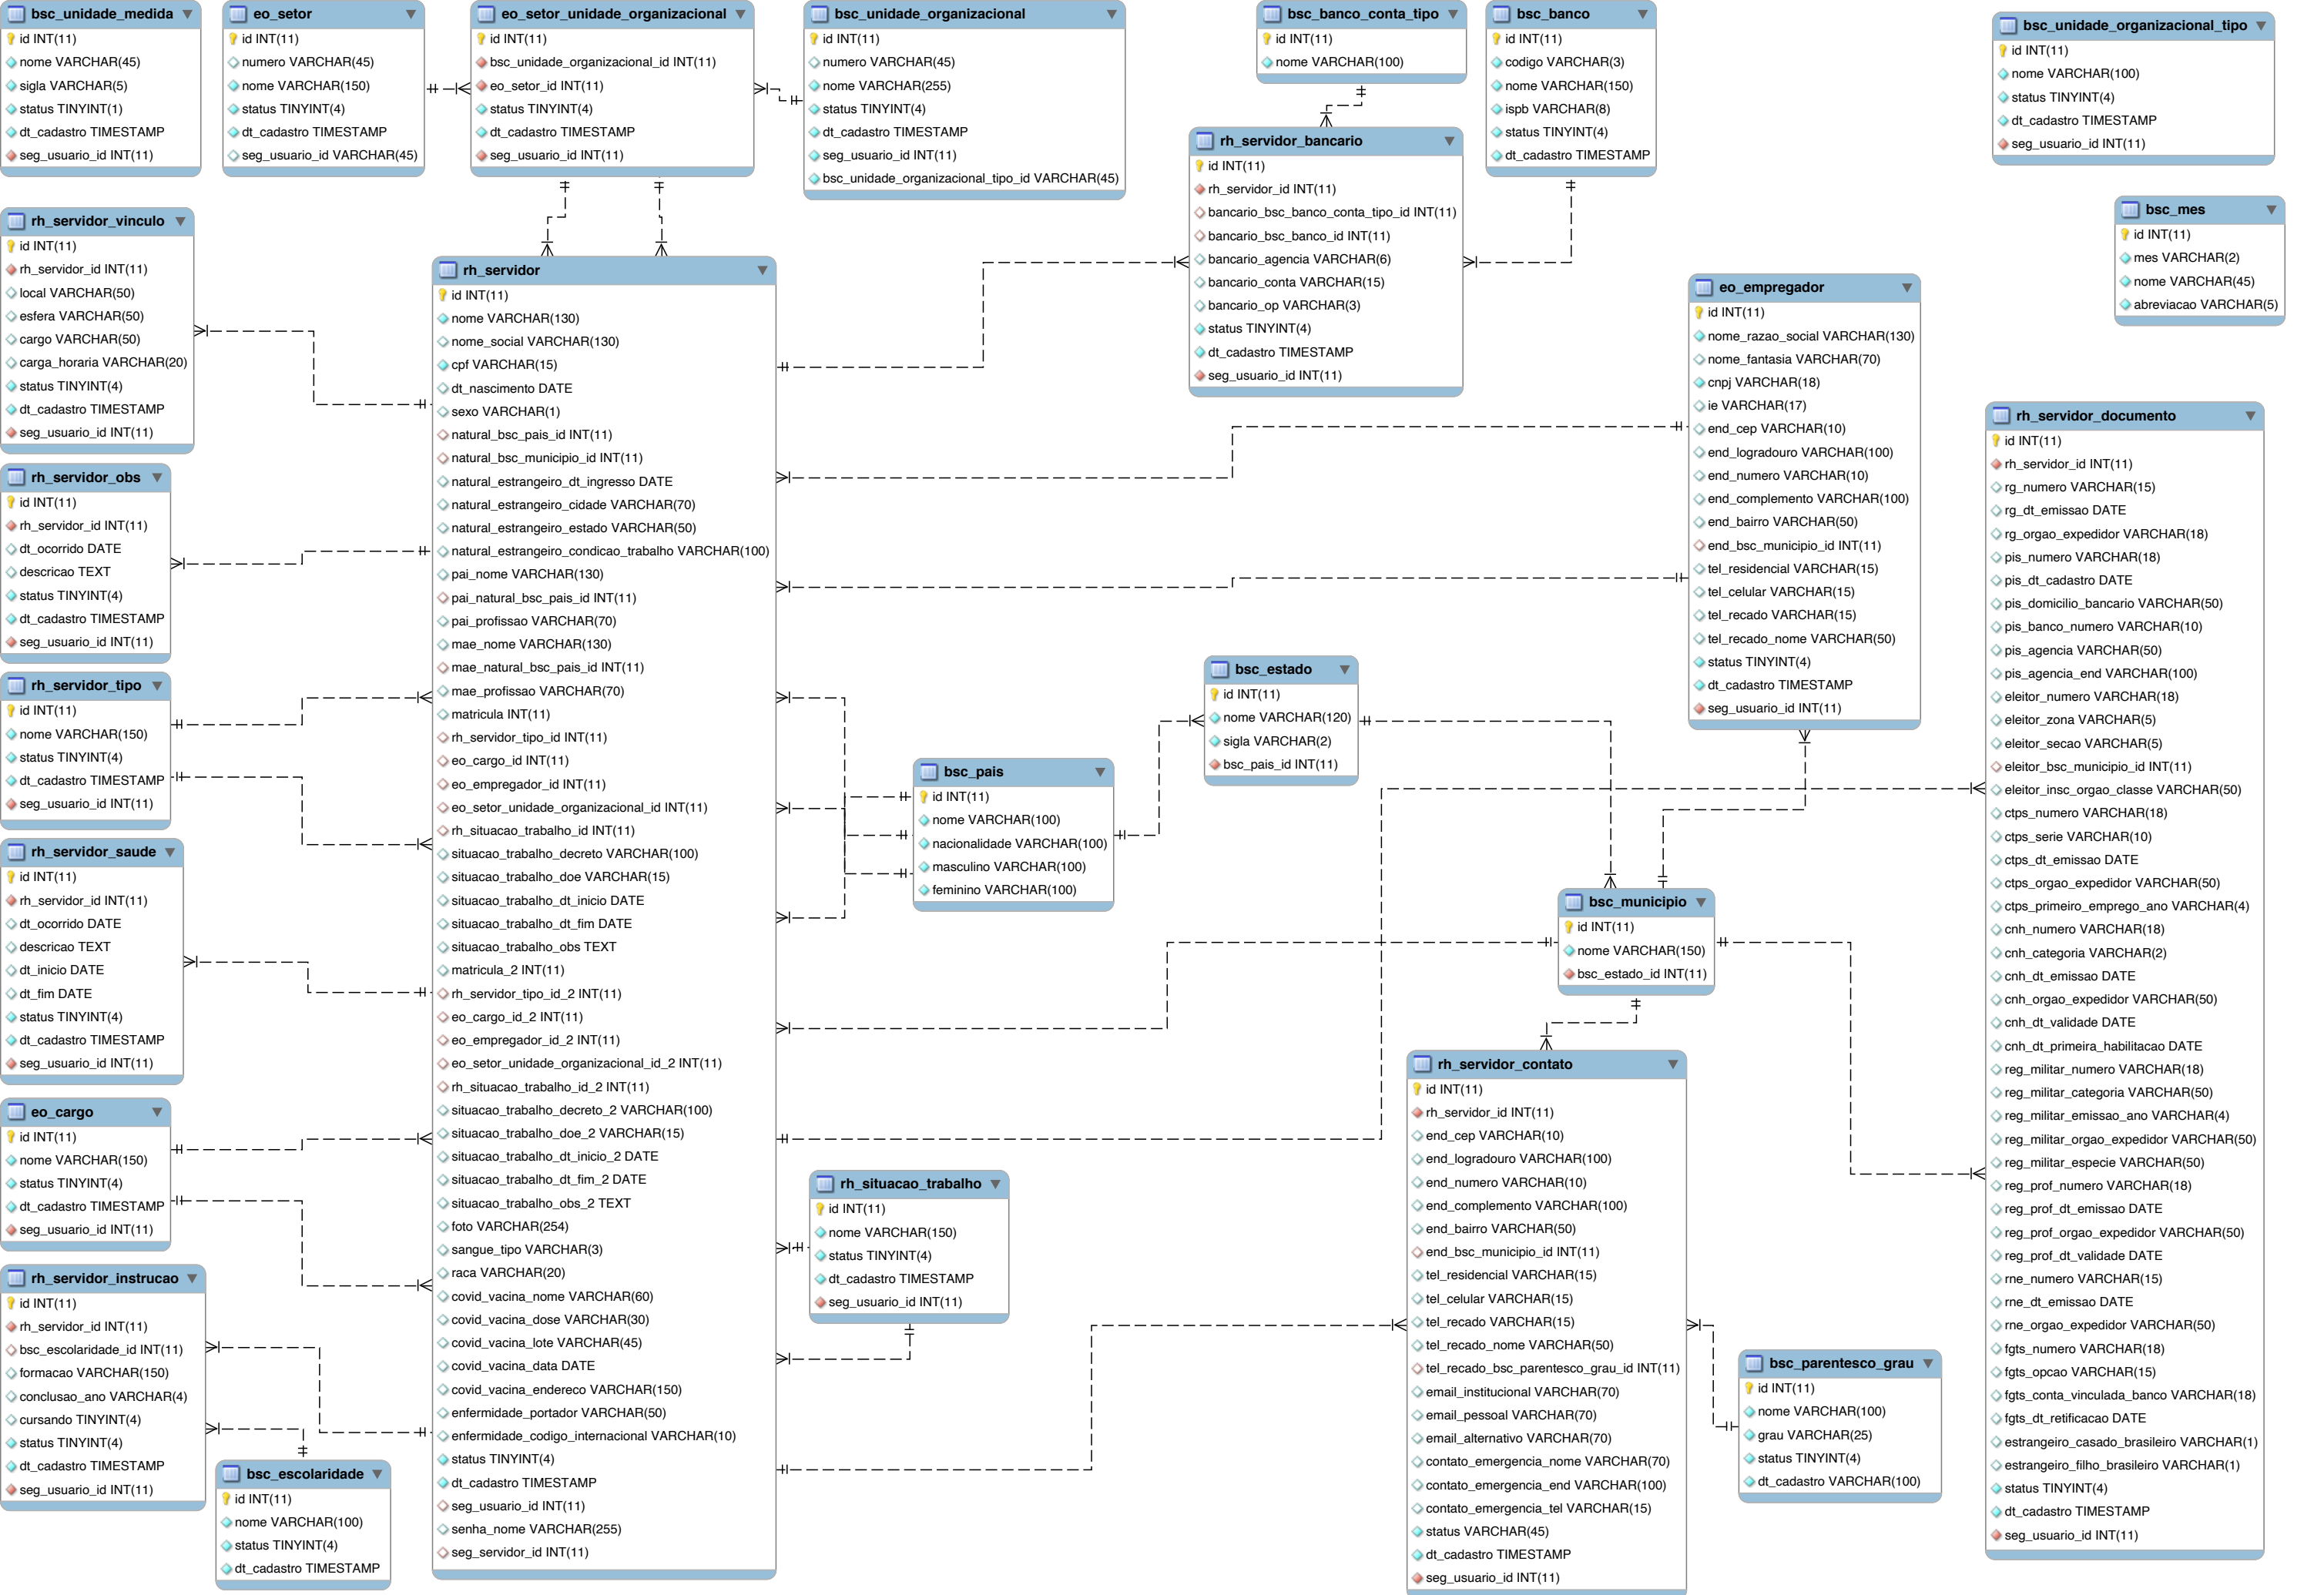 bsc_unidade_medida
id INT(11)
nome VARCHAR(45)
sigla VARCHAR(5)
status TINYINT(1)
dt_cadastro TIMESTAMP
seg_usuario_id INT(11)
eo_setor
id INT(11)
numero VARCHAR(45)
nome VARCHAR(150)
status TINYINT(4)
dt_cadastro TIMESTAMP
seg_usuario_id VARCHAR(45)
eo_setor_unidade_organizacional
id INT(11)
bsc_unidade_organizacional_id INT(11)
eo_setor_id INT(11)
status TINYINT(4)
dt_cadastro TIMESTAMP
seg_usuario_id INT(11)
bsc_unidade_organizacional
id INT(11)
numero VARCHAR(45)
nome VARCHAR(255)
status TINYINT(4)
dt_cadastro TIMESTAMP
seg_usuario_id INT(11)
bsc_unidade_organizacional_tipo_id VARCHAR(45)
bsc_banco_conta_tipo
id INT(11)
nome VARCHAR(100)
bsc_banco
id INT(11)
codigo VARCHAR(3)
nome VARCHAR(150)
ispb VARCHAR(8)
status TINYINT(4)
dt_cadastro TIMESTAMP
bsc_unidade_organizacional_tipo
id INT(11)
nome VARCHAR(100)
status TINYINT(4)
dt_cadastro TIMESTAMP
seg_usuario_id INT(11)
rh_servidor_bancario
id INT(11)
rh_servidor_id INT(11)
bancario_bsc_banco_conta_tipo_id INT(11)
bancario_bsc_banco_id INT(11)
bancario_agencia VARCHAR(6)
bancario_conta VARCHAR(15)
bancario_op VARCHAR(3)
status TINYINT(4)
dt_cadastro TIMESTAMP
seg_usuario_id INT(11)
bsc_mes
id INT(11)
mes VARCHAR(2)
nome VARCHAR(45)
abreviacao VARCHAR(5)
rh_servidor_vinculo
id INT(11)
rh_servidor_id INT(11)
local VARCHAR(50)
esfera VARCHAR(50)
cargo VARCHAR(50)
carga_horaria VARCHAR(20)
status TINYINT(4)
dt_cadastro TIMESTAMP
seg_usuario_id INT(11)
rh_servidor_obs
id INT(11)
rh_servidor_id INT(11)
dt_ocorrido DATE
descricao TEXT
status TINYINT(4)
dt_cadastro TIMESTAMP
seg_usuario_id INT(11)
rh_servidor_tipo
id INT(11)
nome VARCHAR(150)
status TINYINT(4)
dt_cadastro TIMESTAMP
seg_usuario_id INT(11)
rh_servidor_saude
id INT(11)
rh_servidor_id INT(11)
dt_ocorrido DATE
descricao TEXT
dt_inicio DATE
dt_fim DATE
status TINYINT(4)
dt_cadastro TIMESTAMP
seg_usuario_id INT(11)
eo_cargo
id INT(11)
nome VARCHAR(150)
status TINYINT(4)
dt_cadastro TIMESTAMP
seg_usuario_id INT(11)
rh_servidor_instrucao
id INT(11)
rh_servidor_id INT(11)
bsc_escolaridade_id INT(11)
formacao VARCHAR(150)
conclusao_ano VARCHAR(4)
cursando TINYINT(4)
status TINYINT(4)
dt_cadastro TIMESTAMP
seg_usuario_id INT(11)
bsc_escolaridade
id INT(11)
nome VARCHAR(100)
status TINYINT(4)
dt_cadastro TIMESTAMP
rh_servidor
id INT(11)
nome VARCHAR(130)
nome_social VARCHAR(130)
cpf VARCHAR(15)
dt_nascimento DATE
sexo VARCHAR(1)
natural_bsc_pais_id INT(11)
natural_bsc_municipio_id INT(11)
natural_estrangeiro_dt_ingresso DATE
natural_estrangeiro_cidade VARCHAR(70)
natural_estrangeiro_estado VARCHAR(50)
natural_estrangeiro_condicao_trabalho VARCHAR(100)
pai_nome VARCHAR(130)
pai_natural_bsc_pais_id INT(11)
pai_profissao VARCHAR(70)
mae_nome VARCHAR(130)
mae_natural_bsc_pais_id INT(11)
mae_profissao VARCHAR(70)
matricula INT(11)
rh_servidor_tipo_id INT(11)
eo_cargo_id INT(11)
eo_empregador_id INT(11)
eo_setor_unidade_organizacional_id INT(11)
rh_situacao_trabalho_id INT(11)
situacao_trabalho_decreto VARCHAR(100)
situacao_trabalho_doe VARCHAR(15)
situacao_trabalho_dt_inicio DATE
situacao_trabalho_dt_fim DATE
situacao_trabalho_obs TEXT
matricula_2 INT(11)
rh_servidor_tipo_id_2 INT(11)
eo_cargo_id_2 INT(11)
eo_empregador_id_2 INT(11)
eo_setor_unidade_organizacional_id_2 INT(11)
rh_situacao_trabalho_id_2 INT(11)
situacao_trabalho_decreto_2 VARCHAR(100)
situacao_trabalho_doe_2 VARCHAR(15)
situacao_trabalho_dt_inicio_2 DATE
situacao_trabalho_dt_fim_2 DATE
situacao_trabalho_obs_2 TEXT
foto VARCHAR(254)
sangue_tipo VARCHAR(3)
raca VARCHAR(20)
covid_vacina_nome VARCHAR(60)
covid_vacina_dose VARCHAR(30)
covid_vacina_lote VARCHAR(45)
covid_vacina_data DATE
covid_vacina_endereco VARCHAR(150)
enfermidade_portador VARCHAR(50)
enfermidade_codigo_internacional VARCHAR(10)
status TINYINT(4)
dt_cadastro TIMESTAMP
seg_usuario_id INT(11)
senha_nome VARCHAR(255)
seg_servidor_id INT(11)
bsc_pais
id INT(11)
nome VARCHAR(100)
nacionalidade VARCHAR(100)
masculino VARCHAR(100)
feminino VARCHAR(100)
rh_situacao_trabalho
id INT(11)
nome VARCHAR(150)
status TINYINT(4)
dt_cadastro TIMESTAMP
seg_usuario_id INT(11)
bsc_estado
id INT(11)
nome VARCHAR(120)
sigla VARCHAR(2)
bsc_pais_id INT(11)
eo_empregador
id INT(11)
nome_razao_social VARCHAR(130)
nome_fantasia VARCHAR(70)
cnpj VARCHAR(18)
ie VARCHAR(17)
end_cep VARCHAR(10)
end_logradouro VARCHAR(100)
end_numero VARCHAR(10)
end_complemento VARCHAR(100)
end_bairro VARCHAR(50)
end_bsc_municipio_id INT(11)
tel_residencial VARCHAR(15)
tel_celular VARCHAR(15)
tel_recado VARCHAR(15)
tel_recado_nome VARCHAR(50)
status TINYINT(4)
dt_cadastro TIMESTAMP
seg_usuario_id INT(11)
bsc_municipio
id INT(11)
nome VARCHAR(150)
bsc_estado_id INT(11)
rh_servidor_contato
id INT(11)
rh_servidor_id INT(11)
end_cep VARCHAR(10)
end_logradouro VARCHAR(100)
end_numero VARCHAR(10)
end_complemento VARCHAR(100)
end_bairro VARCHAR(50)
end_bsc_municipio_id INT(11)
tel_residencial VARCHAR(15)
tel_celular VARCHAR(15)
tel_recado VARCHAR(15)
tel_recado_nome VARCHAR(50)
tel_recado_bsc_parentesco_grau_id INT(11)
email_institucional VARCHAR(70)
email_pessoal VARCHAR(70)
email_alternativo VARCHAR(70)
contato_emergencia_nome VARCHAR(70)
contato_emergencia_end VARCHAR(100)
contato_emergencia_tel VARCHAR(15)
status VARCHAR(45)
dt_cadastro TIMESTAMP
seg_usuario_id INT(11)
bsc_parentesco_grau
id INT(11)
nome VARCHAR(100)
grau VARCHAR(25)
status TINYINT(4)
dt_cadastro VARCHAR(100)
rh_servidor_documento
id INT(11)
rh_servidor_id INT(11)
rg_numero VARCHAR(15)
rg_dt_emissao DATE
rg_orgao_expedidor VARCHAR(18)
pis_numero VARCHAR(18)
pis_dt_cadastro DATE
pis_domicilio_bancario VARCHAR(50)
pis_banco_numero VARCHAR(10)
pis_agencia VARCHAR(50)
pis_agencia_end VARCHAR(100)
eleitor_numero VARCHAR(18)
eleitor_zona VARCHAR(5)
eleitor_secao VARCHAR(5)
eleitor_bsc_municipio_id INT(11)
eleitor_insc_orgao_classe VARCHAR(50)
ctps_numero VARCHAR(18)
ctps_serie VARCHAR(10)
ctps_dt_emissao DATE
ctps_orgao_expedidor VARCHAR(50)
ctps_primeiro_emprego_ano VARCHAR(4)
cnh_numero VARCHAR(18)
cnh_categoria VARCHAR(2)
cnh_dt_emissao DATE
cnh_orgao_expedidor VARCHAR(50)
cnh_dt_validade DATE
cnh_dt_primeira_habilitacao DATE
reg_militar_numero VARCHAR(18)
reg_militar_categoria VARCHAR(50)
reg_militar_emissao_ano VARCHAR(4)
reg_militar_orgao_expedidor VARCHAR(50)
reg_militar_especie VARCHAR(50)
reg_prof_numero VARCHAR(18)
reg_prof_dt_emissao DATE
reg_prof_orgao_expedidor VARCHAR(50)
reg_prof_dt_validade DATE
rne_numero VARCHAR(15)
rne_dt_emissao DATE
rne_orgao_expedidor VARCHAR(50)
fgts_numero VARCHAR(18)
fgts_opcao VARCHAR(15)
fgts_conta_vinculada_banco VARCHAR(18)
fgts_dt_retificacao DATE
estrangeiro_casado_brasileiro VARCHAR(1)
estrangeiro_filho_brasileiro VARCHAR(1)
status TINYINT(4)
dt_cadastro TIMESTAMP
seg_usuario_id INT(11)